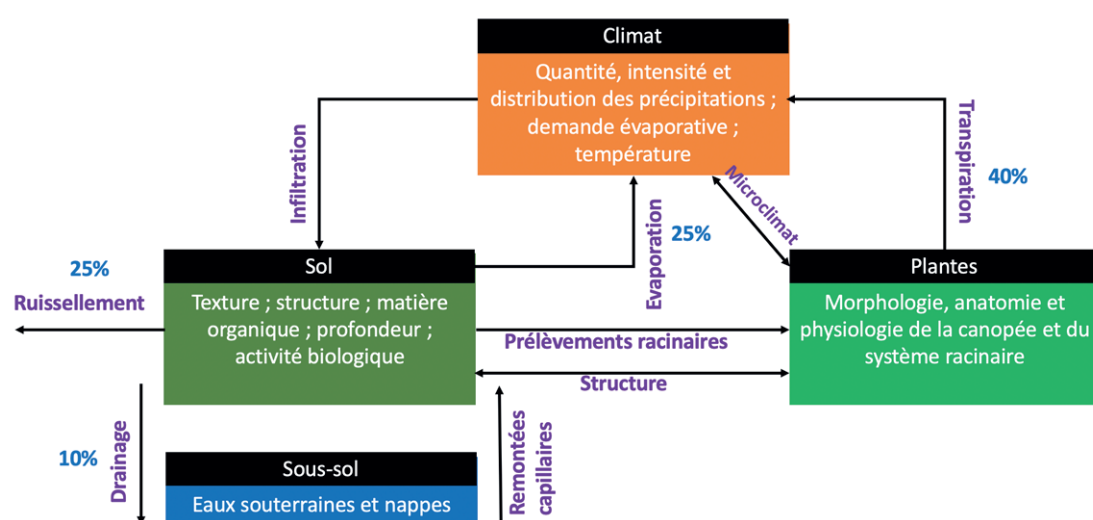 Climat
Quantité, intensité et
distribution des précipitations ;
demande évaporative ;
température
Infiltration
Transpiration
40%
Microclimat
Evaporation
25%
25%
Ruissellement
Sol
Texture ; structure ; matière
organique ; profondeur ;
activité biologique
Plantes
Morphologie, anatomie et
physiologie de la canopée et du
système racinaire
Prélèvements racinaires
Structure
10%
Drainage
Sous-sol
Eaux souterraines et nappes
Remontées
capillaires